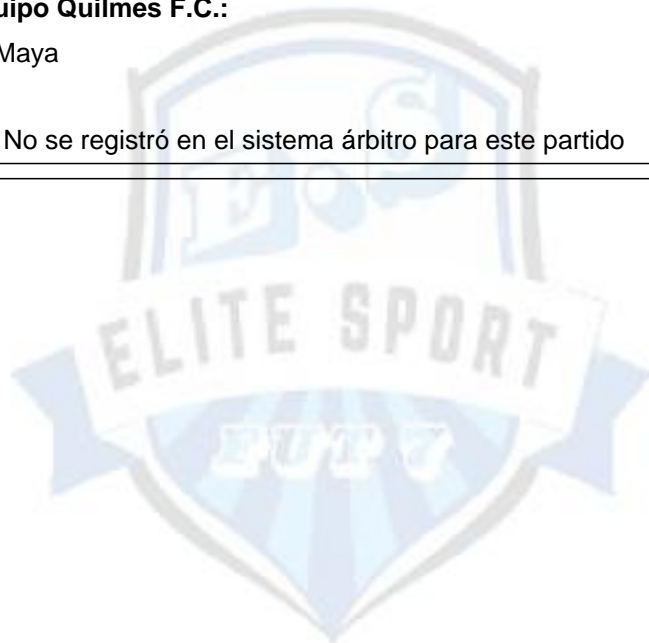 uipo Quilmes F.C.:
Maya
No se registró en el sistema árbitro para este partido
E.S
ELITE SPORT
FUT 7